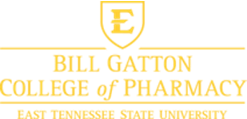 E
BILL GATTON
COLLEGE of PHARMACY
EAST TENNESSEE STATE UNIVERSITY